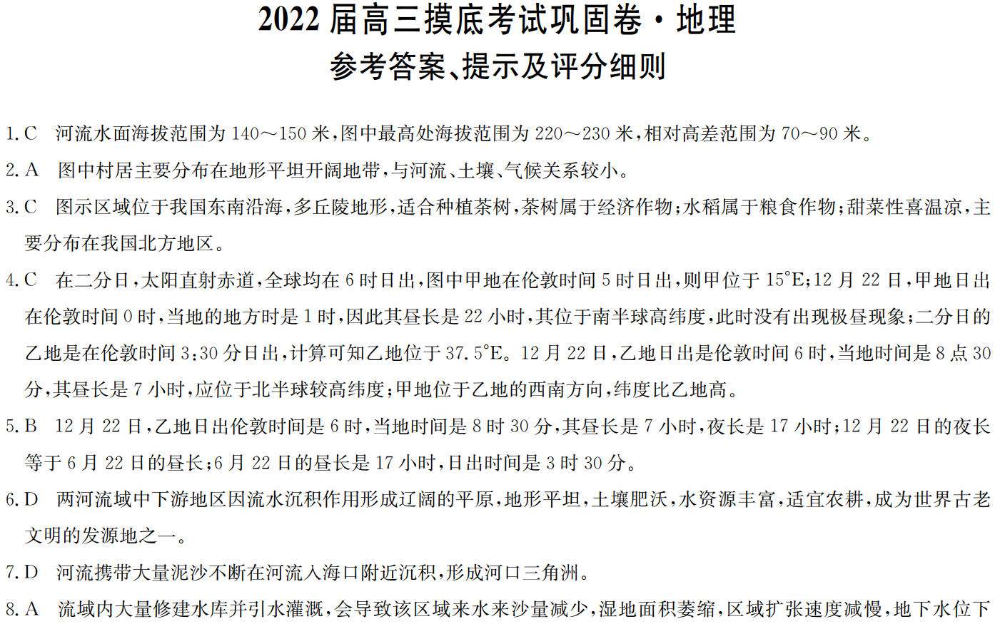 2022 届高三摸底考试巩固卷·地理
参考答案、提示及评分细则
1. C 河流水面海拔范围为 140～150 米,图中最高处海拔范围为 220～230 米,相对高差范围为 70～90 米。
2. A 图中村居主要分布在地形平坦开阔地带,与河流、土壤、气候关系较小。
3. C 图示区域位于我国东南沿海,多丘陵地形,适合种植茶树,茶树属于经济作物;水稻属于粮食作物;甜菜性喜温凉,主
要分布在我国北方地区。
4. C 在二分日,太阳直射赤道,全球均在 6 时日出,图中甲地在伦敦时间 5 时日出,则甲位于 15°E;12 月 22 日,甲地日出
在伦敦时间 0 时,当地的地方时是 1 时,因此其昼长是 22 小时,其位于南半球高纬度,此时没有出现极昼现象;二分日的
乙地是在伦敦时间 3:30 分日出,计算可知乙地位于 37.5°E。12 月 22 日,乙地日出是伦敦时间 6 时,当地时间是 8 点 30
分,其昼长是 7 小时,应位于北半球较高纬度;甲地位于乙地的西南方向,纬度比乙地高。
5. B 12 月 22 日,乙地日出伦敦时间是 6 时,当地时间是 8 时 30 分,其昼长是 7 小时,夜长是 17 小时;12 月 22 日的夜长
等于 6 月 22 日的昼长;6 月 22 日的昼长是 17 小时,日出时间是 3 时 30 分。
6. D 两河流域中下游地区因流水沉积作用形成辽阔的平原,地形平坦,土壤肥沃,水资源丰富,适宜农耕,成为世界古老
文明的发源地之一。
7. D 河流携带大量泥沙不断在河流入海口附近沉积,形成河口三角洲。
8. A 流域内大量修建水库并引水灌溉,会导致该区域来水来沙量减少,湿地面积萎缩,区域扩张速度减慢,地下水位下